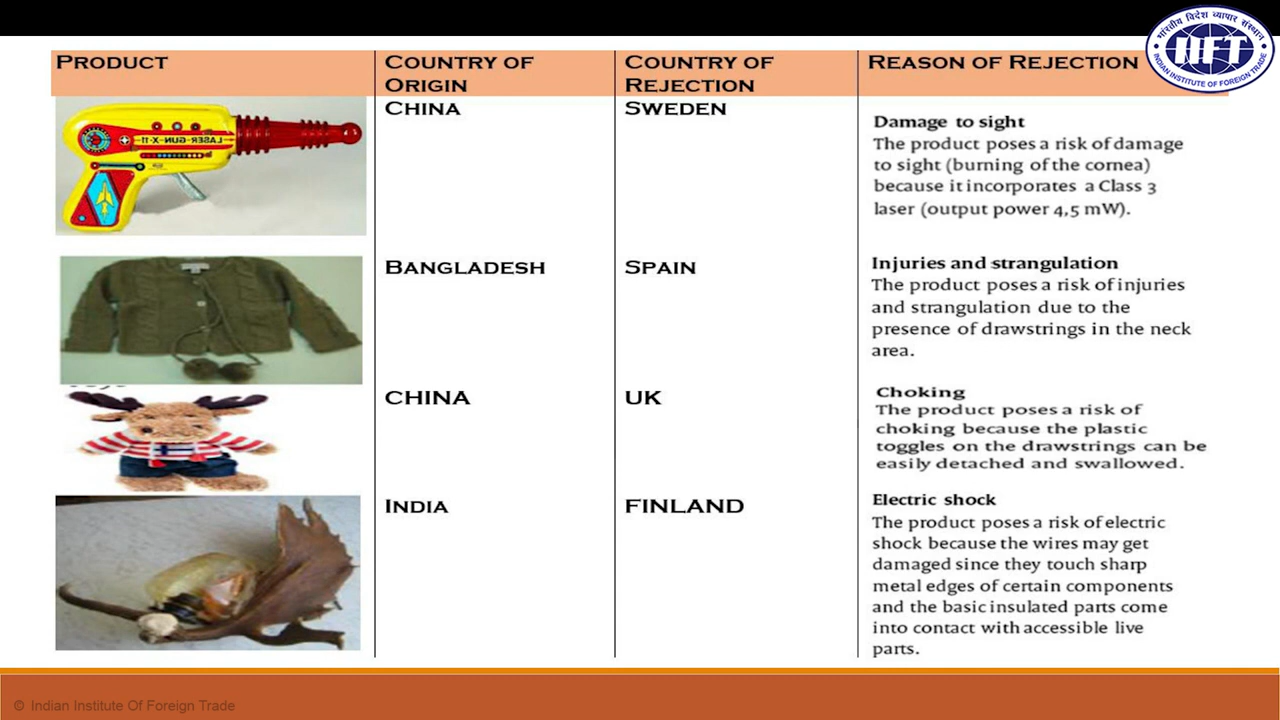 PRODUCT
COUNTRY OF
ORIGIN
COUNTRY OF
REJECTION
REASON OF REJECTION
भारतीय विदेश व्यापार संस्थान
IIFT
INDIAN INSTITUTE OF FOREIGN TRADE
LASER-GUN-X-11
CHINA
SWEDEN
Damage to sight
The product poses a risk of damage
to sight (burning of the cornea)
because it incorporates a Class 3
laser (output power 4,5 mW).
BANGLADESH
SPAIN
Injuries and strangulation
The product poses a risk of injuries
and strangulation due to the
presence of drawstrings in the neck
area.
CHINA
UK
Choking
The product poses a risk of
choking because the plastic
toggles on the drawstrings can be
easily detached and swallowed.
INDIA
FINLAND
Electric shock
The product poses a risk of electric
shock because the wires may get
damaged since they touch sharp
metal edges of certain components
and the basic insulated parts come
into contact with accessible live
parts.
© Indian Institute Of Foreign Trade